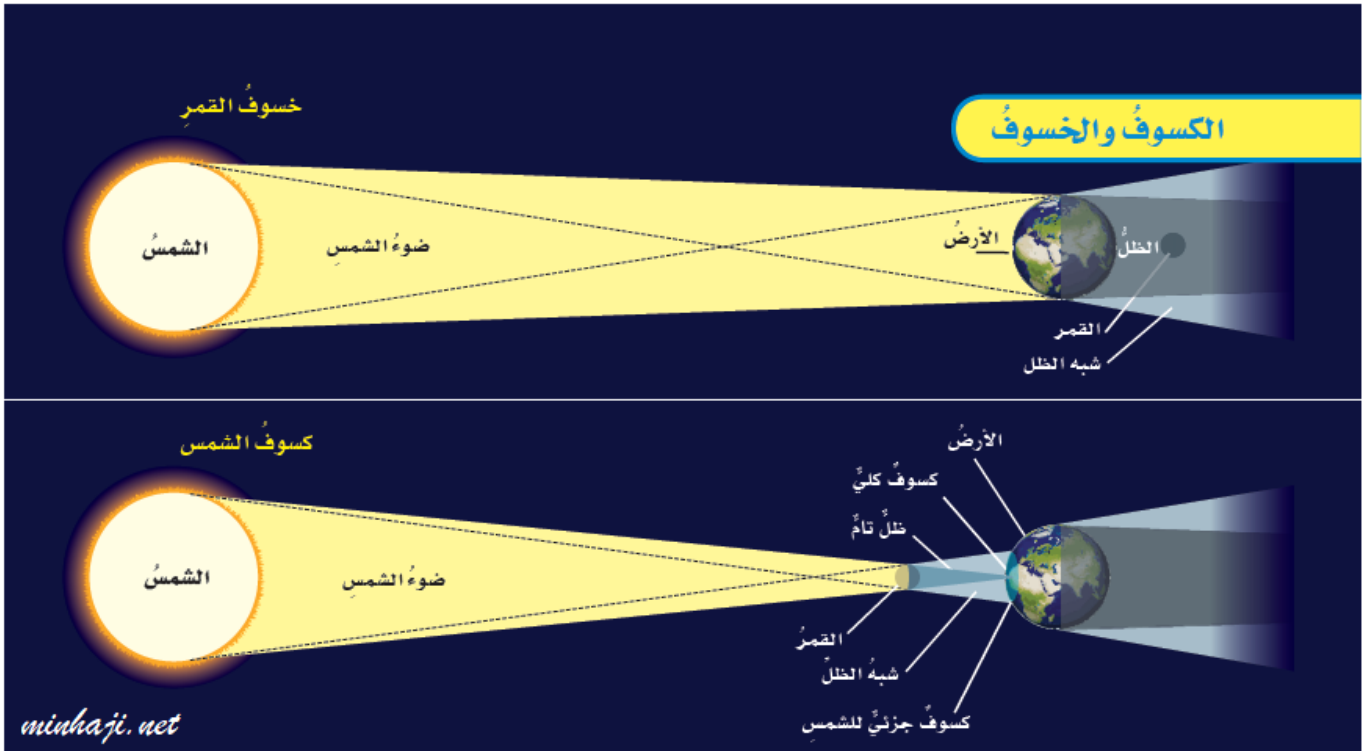 الكسوفُ والخسوفُ
خسوفُ القمرِ
الشمسُ
ضوءُ الشمسِ
الأرضُ
الظلُّ
القمر
شبه الظل
كسوفُ الشمس
الشمسُ
ضوءُ الشمسِ
الأرضُ
كسوفٌ كليٌّ
ظلٌّ تامٌّ
القمرُ
شبهُ الظلِّ
كسوفٌ جزئيٌّ للشمسِ
minhaji.net